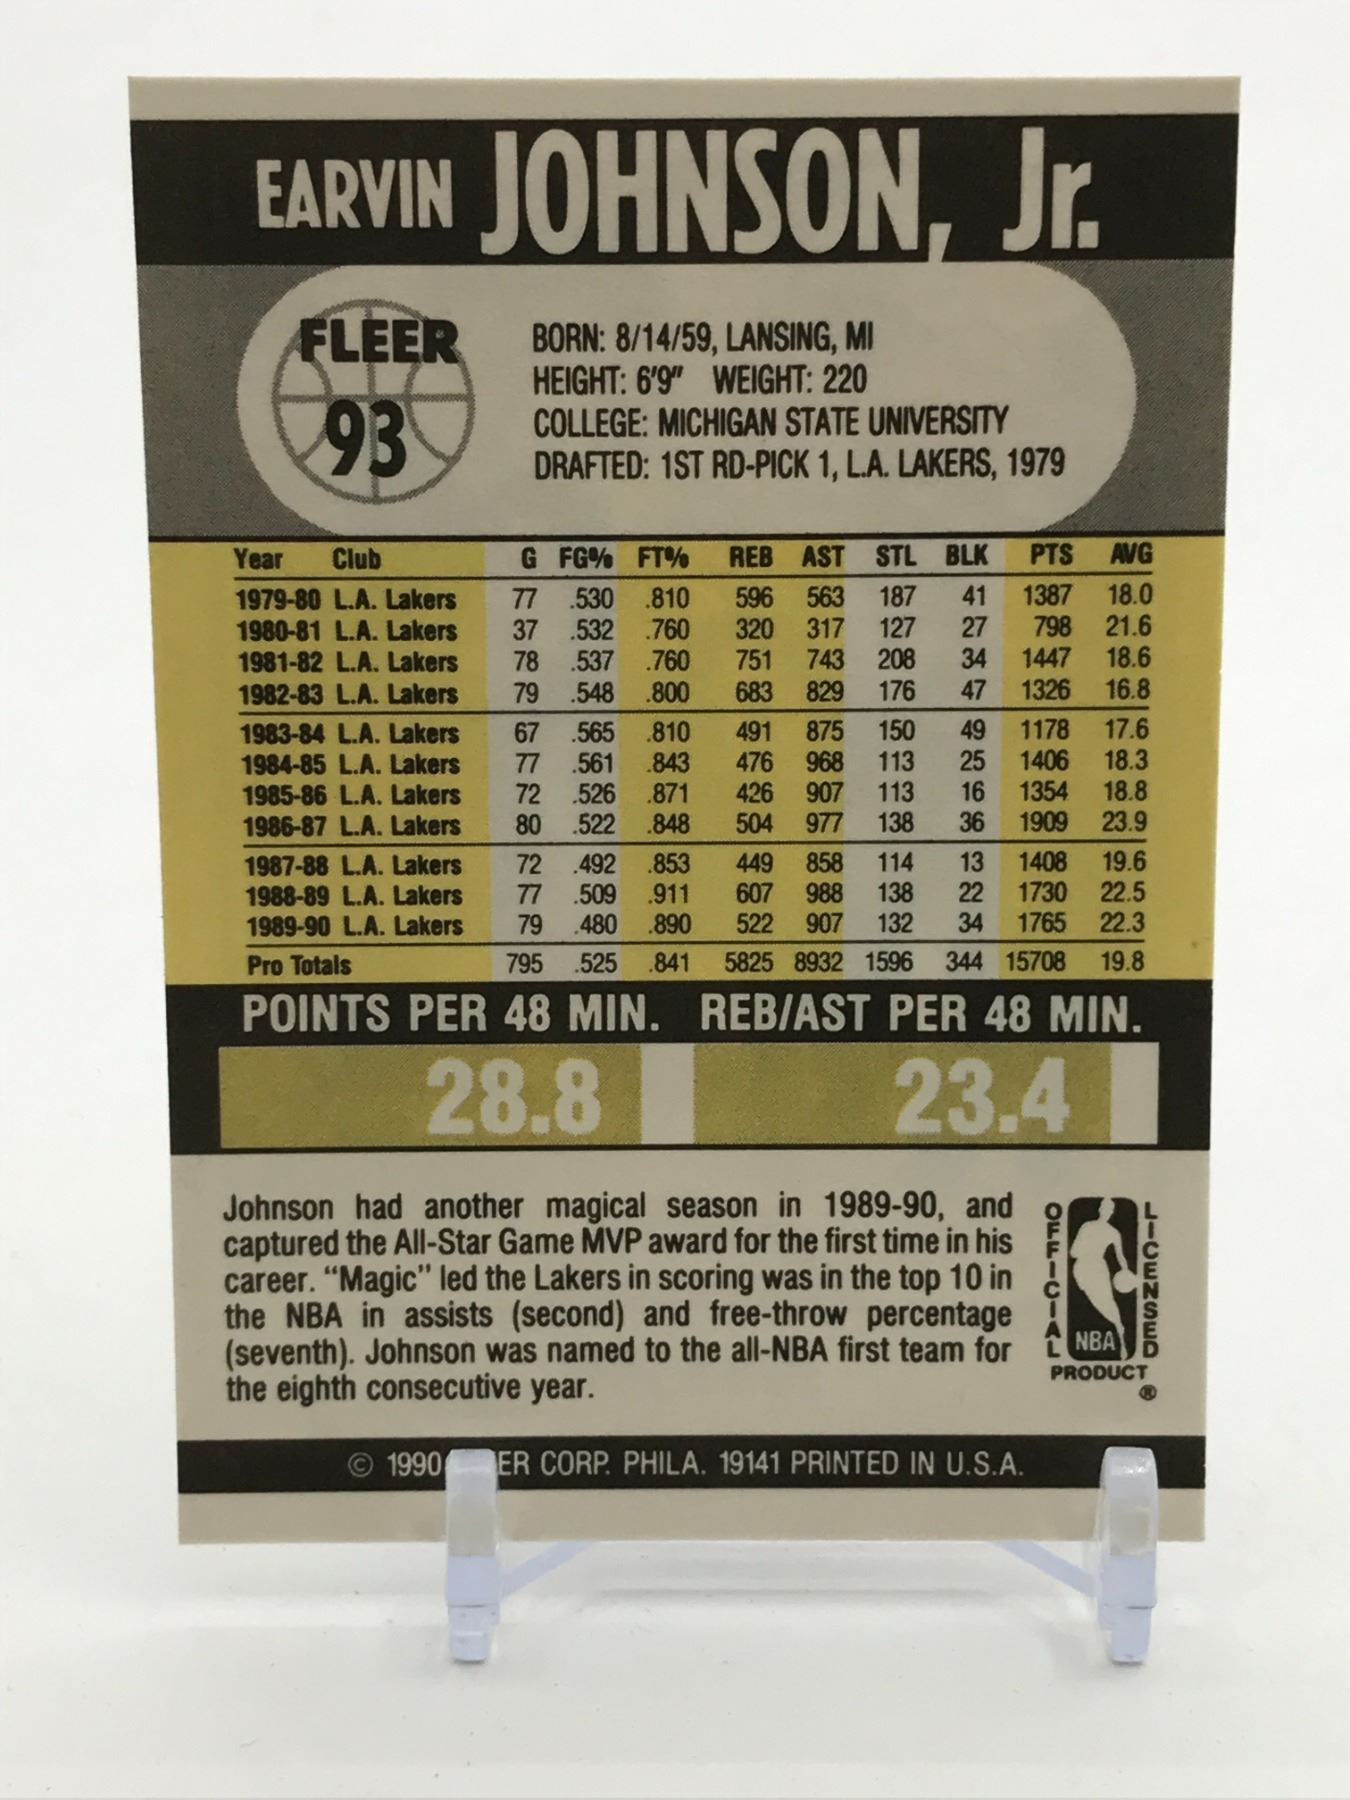 EARVIN JOHNSON, Jr.
FLEER
93
BORN: 8/14/59, LANSING, MI
HEIGHT: 6'9" WEIGHT: 220
COLLEGE: MICHIGAN STATE UNIVERSITY
DRAFTED: 1ST RD-PICK 1, L.A. LAKERS, 1979
Year Club G FG% FT% REB AST STL BLK PTS AVG
1979-80 L.A. Lakers 77 .530 .810 596 563 187 41 1387 18.0
1980-81 L.A. Lakers 37 .532 .760 320 317 127 27 798 21.6
1981-82 L.A. Lakers 78 .537 .760 751 743 208 34 1447 18.6
1982-83 L.A. Lakers 79 .548 .800 683 829 176 47 1326 16.8
1983-84 L.A. Lakers 67 .565 .810 491 875 150 49 1178 17.6
1984-85 L.A. Lakers 77 .561 .843 476 968 113 25 1406 18.3
1985-86 L.A. Lakers 72 .526 .871 426 907 113 16 1354 18.8
1986-87 L.A. Lakers 80 .522 .848 504 977 138 36 1909 23.9
1987-88 L.A. Lakers 72 .492 .853 449 858 114 13 1408 19.6
1988-89 L.A. Lakers 77 .509 .911 607 988 138 22 1730 22.5
1989-90 L.A. Lakers 79 .480 .890 522 907 132 34 1765 22.3
Pro Totals 795 .525 .841 5825 8932 1596 344 15708 19.8
POINTS PER 48 MIN. REB/AST PER 48 MIN.
28.8 23.4
Johnson had another magical season in 1989-90, and
captured the All-Star Game MVP award for the first time in his
career. “Magic” led the Lakers in scoring was in the top 10 in
the NBA in assists (second) and free-throw percentage
(seventh). Johnson was named to the all-NBA first team for
the eighth consecutive year.
OFFICIAL
LICENSED
NBA
PRODUCT
®
© 1990 ER CORP. PHILA. 19141 PRINTED IN U.S.A.